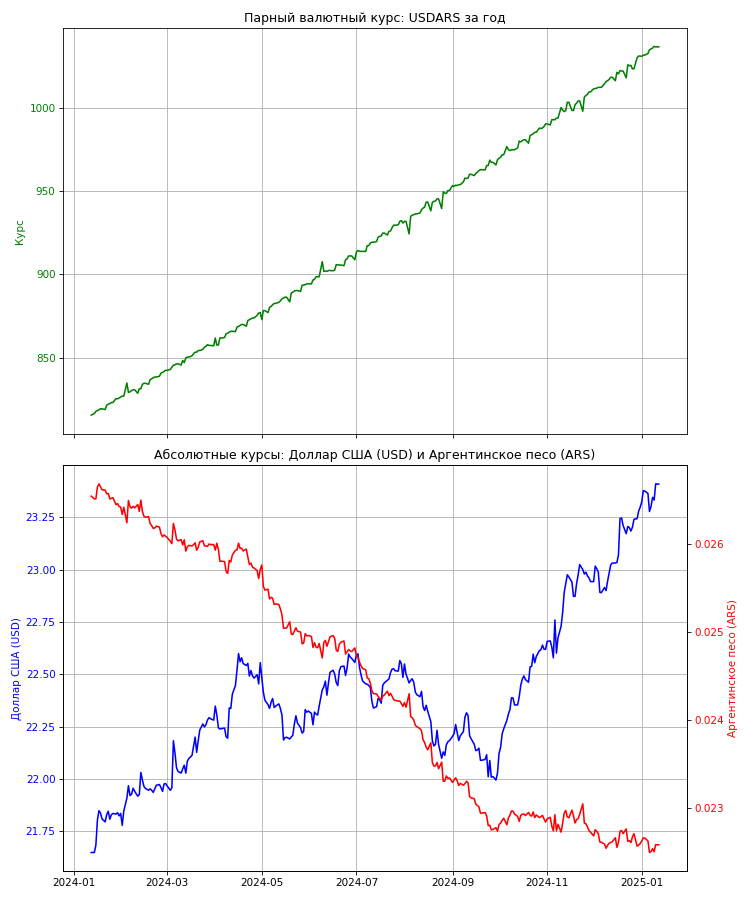 Парный валютный курс: USDARS за год
1000
950
900
850
Курс
Абсолютные курсы: Доллар США (USD) и Аргентинское песо (ARS)
23.25
23.00
22.75
22.50
22.25
22.00
21.75
Доллар США (USD)
0.026
0.025
0.024
0.023
Аргентинское песо (ARS)
2024-01 2024-03 2024-05 2024-07 2024-09 2024-11 2025-01